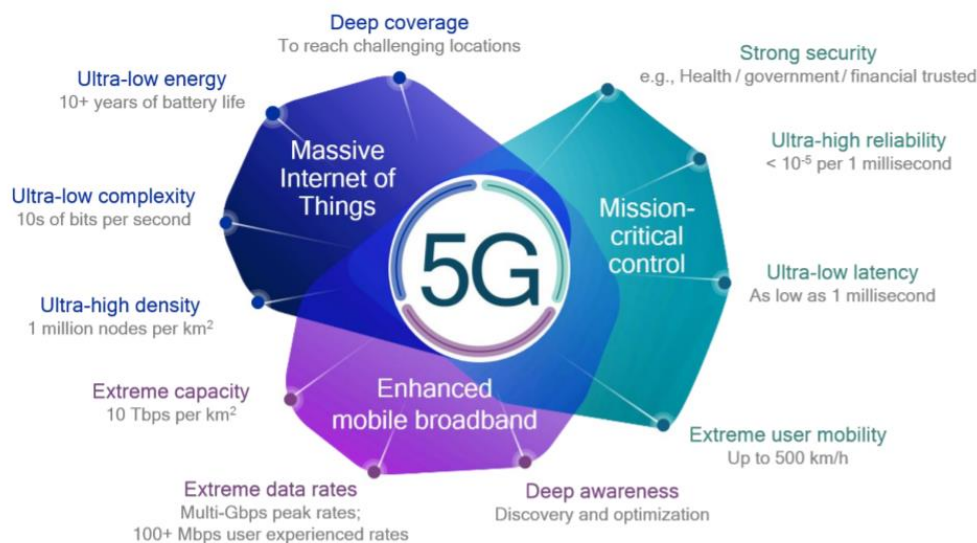 Deep coverage
To reach challenging locations
Ultra-low energy
10+ years of battery life
Ultra-low complexity
10s of bits per second
Ultra-high density
1 million nodes per km²
Massive
Internet of
Things
Strong security
e.g., Health / government / financial trusted
Ultra-high reliability
< 10⁻⁵ per 1 millisecond
Ultra-low latency
As low as 1 millisecond
Extreme user mobility
Up to 500 km/h
Mission-
critical
control
5G
Enhanced
mobile broadband
Extreme capacity
10 Tbps per km²
Extreme data rates
Multi-Gbps peak rates;
100+ Mbps user experienced rates
Deep awareness
Discovery and optimization